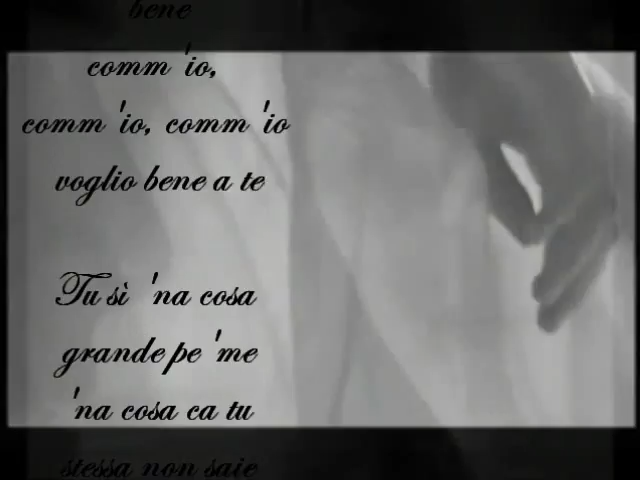 bene
comm 'io,
comm 'io, comm 'io
voglio bene a te
Tu sì 'na cosa
grande pe 'me
'na cosa ca tu
stessa non saie